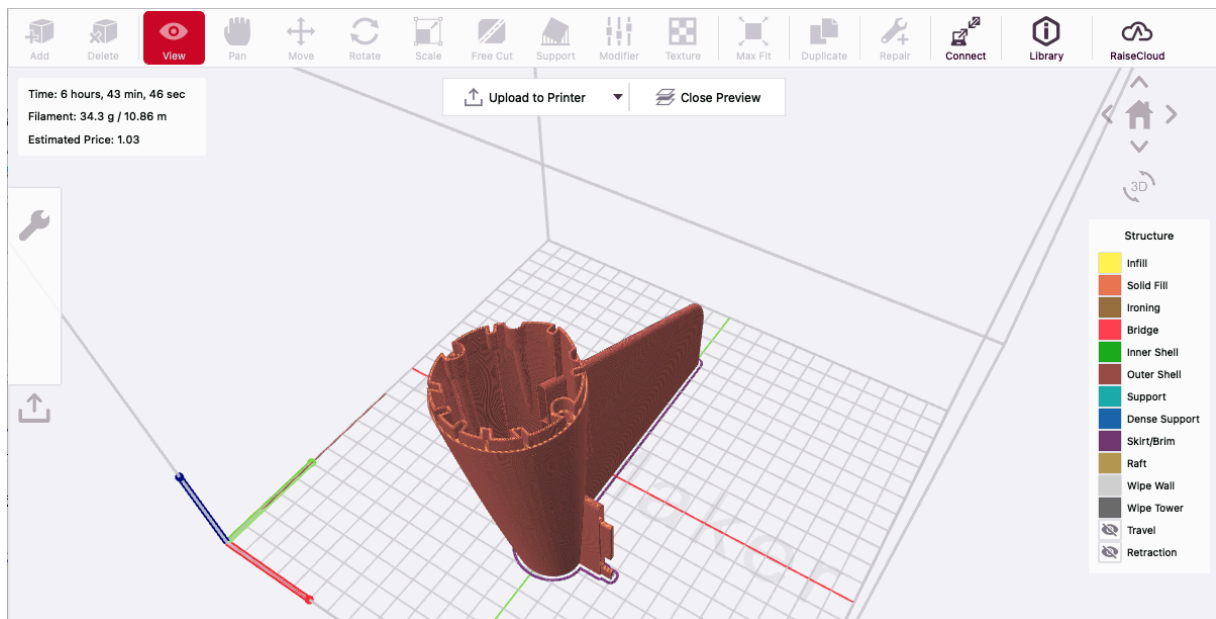 Add Delete View Pan Move Rotate Scale Free Cut Support Modifier Texture Max Fit Duplicate Repair Connect Library RaiseCloud
Time: 6 hours, 43 min, 46 sec
Filament: 34.3 g / 10.86 m
Estimated Price: 1.03
Upload to Printer
Close Preview
3D
Structure
Infill
Solid Fill
Ironing
Bridge
Inner Shell
Outer Shell
Support
Dense Support
Skirt/Brim
Raft
Wipe Wall
Wipe Tower
Travel
Retraction